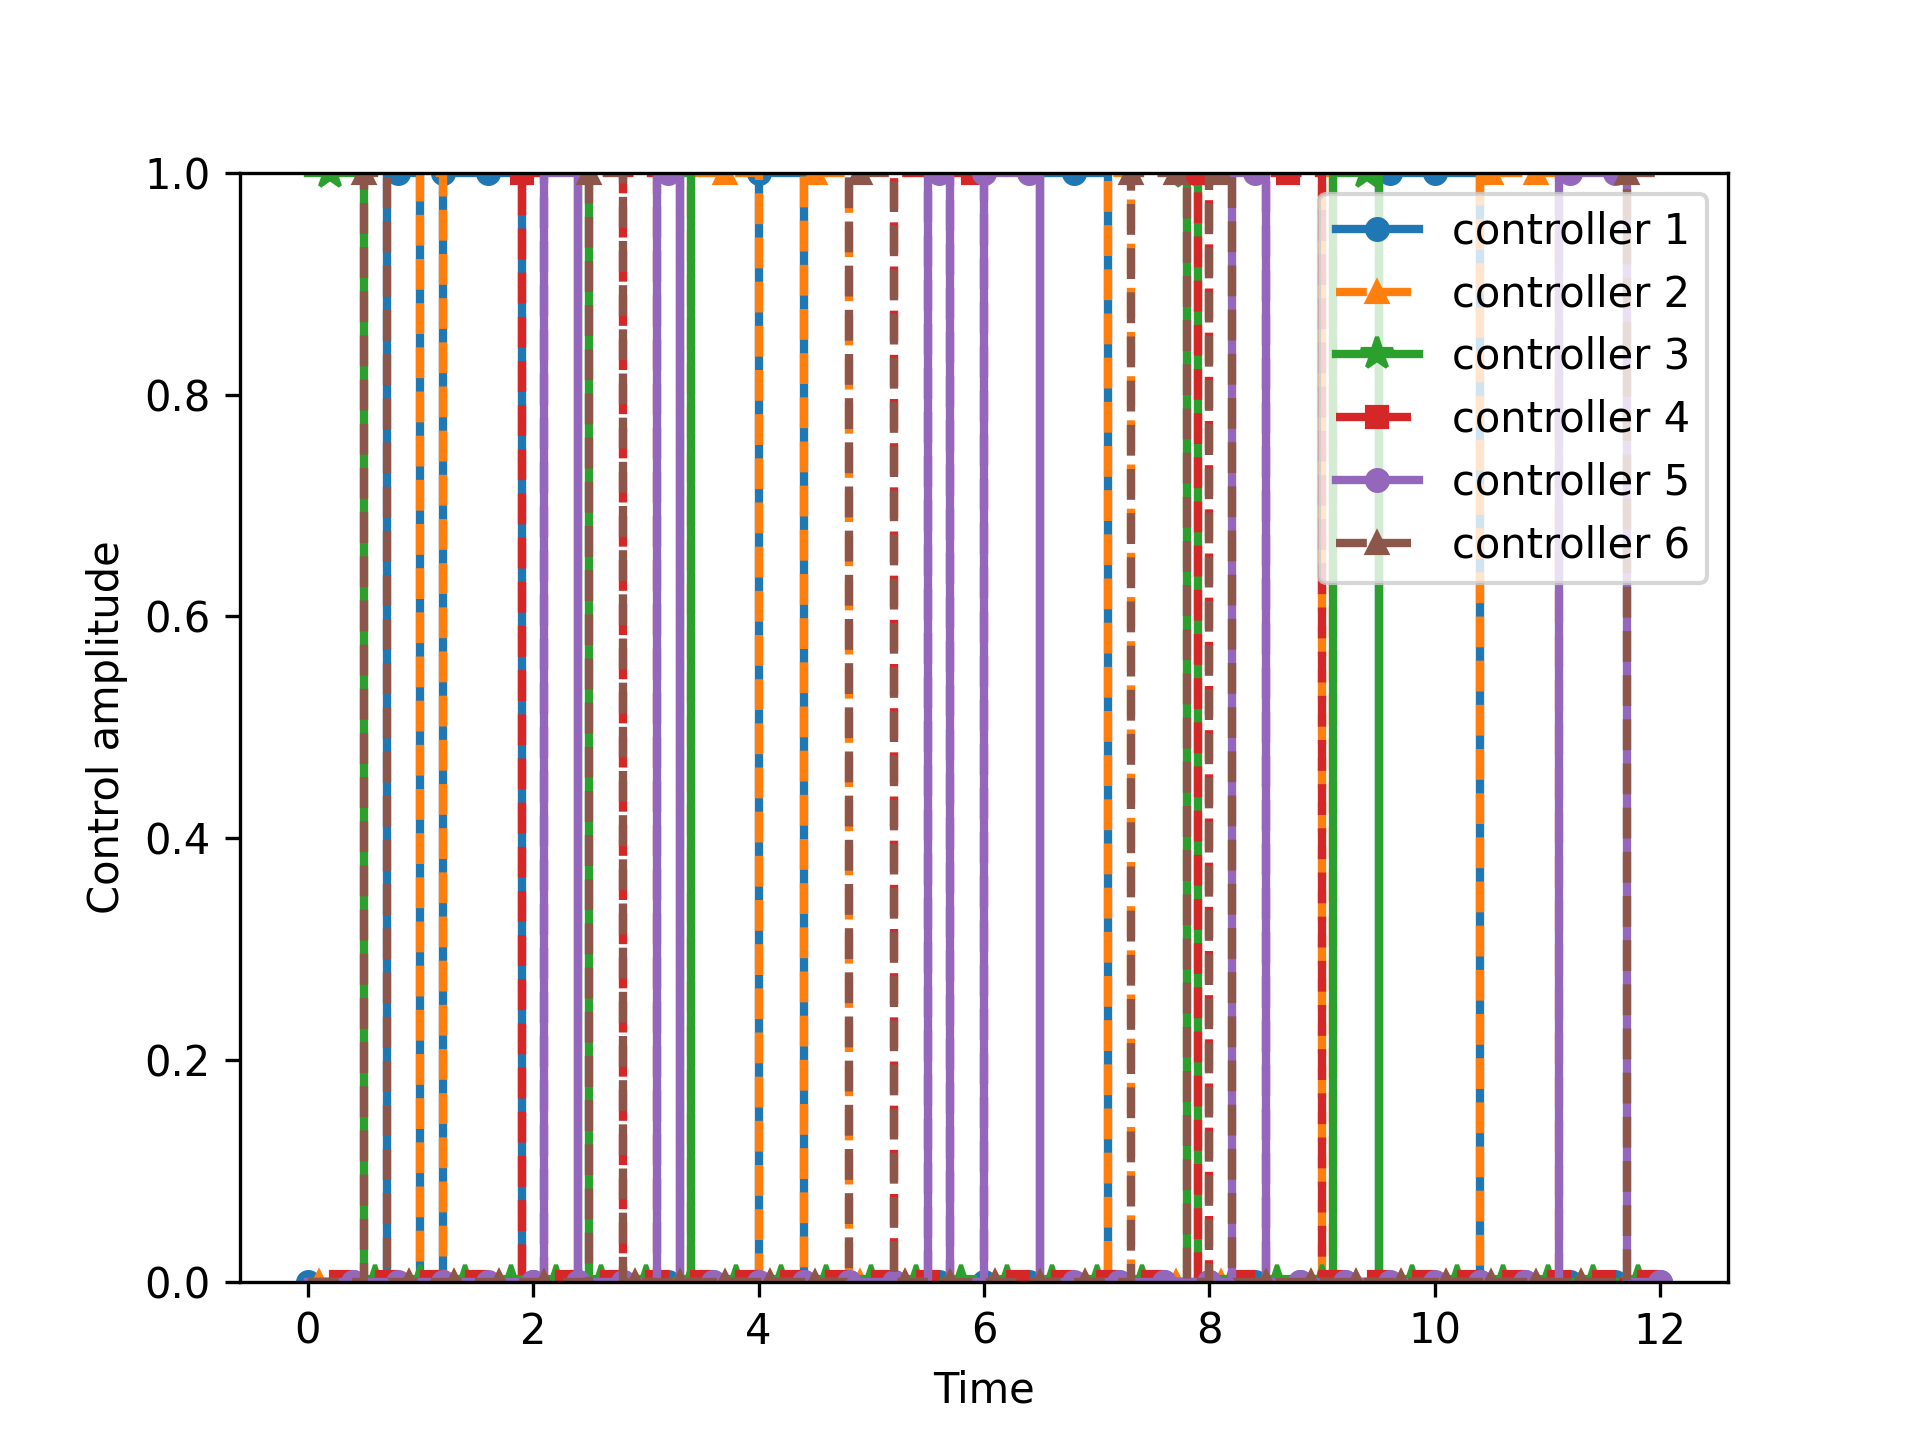 1.0
0.8
0.6
0.4
0.2
0.0
Control amplitude
controller 1
controller 2
controller 3
controller 4
controller 5
controller 6
0 2 4 6 8 10 12
Time